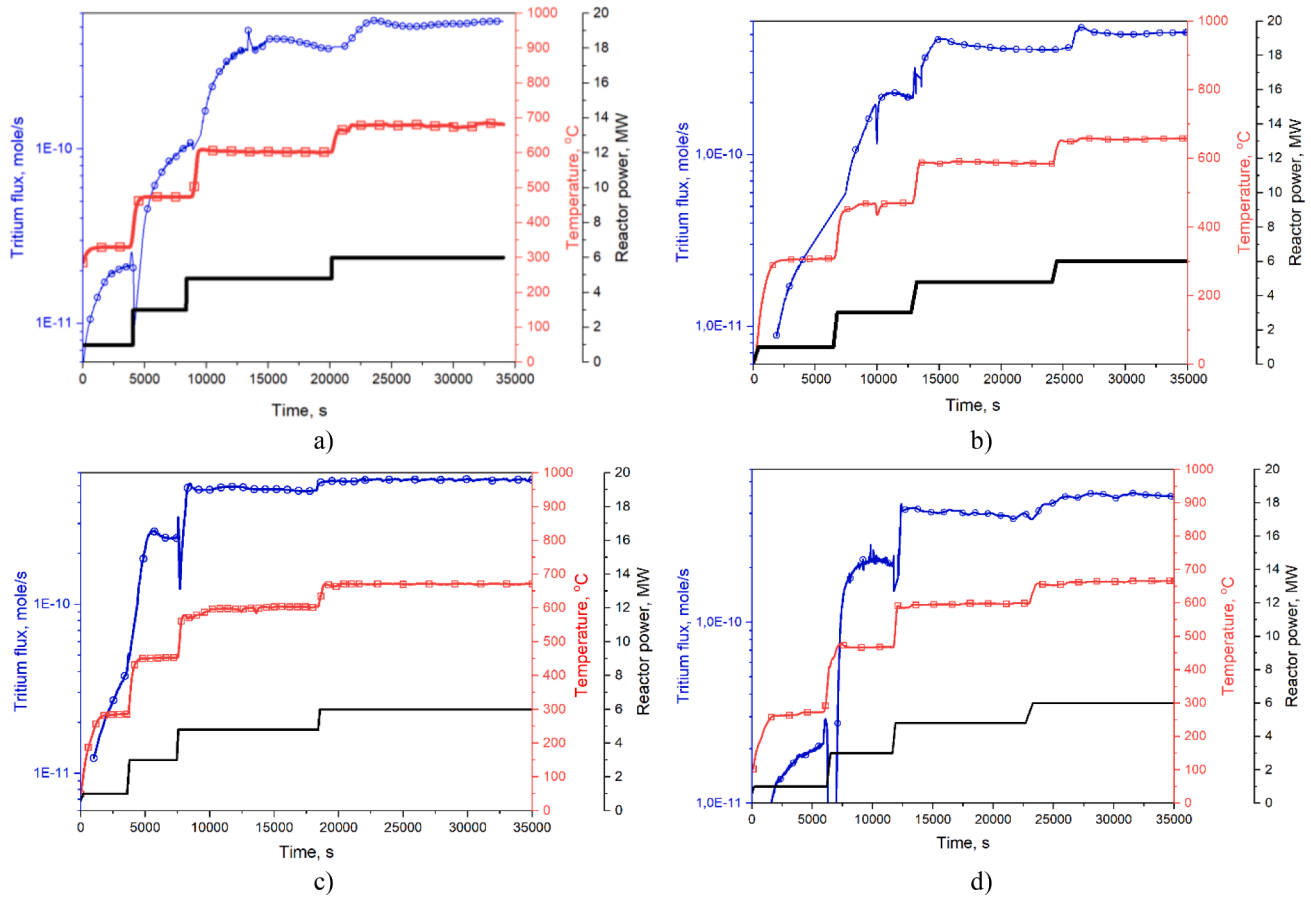 Tritium flux, mole/s
1E-10
1E-11
1000
900
800
700
600
500
400
300
200
100
0
Temperature, °C
20
18
16
14
12
10
8
6
4
2
0
Reactor power, MW
0 5000 10000 15000 20000 25000 30000 35000
Time, s
a)
Tritium flux, mole/s
1,0E-10
1,0E-11
1000
800
600
400
200
0
Temperature, °C
20
18
16
14
12
10
8
6
4
2
0
Reactor power, MW
0 5000 10000 15000 20000 25000 30000 35000
Time, s
b)
Tritium flux, mole/s
1E-10
1E-11
1000
900
800
700
600
500
400
300
200
100
0
Temperature, °C
20
18
16
14
12
10
8
6
4
2
0
Reactor power, MW
0 5000 10000 15000 20000 25000 30000 35000
Time, s
c)
Tritium flux, mole/s
1,0E-10
1,0E-11
1000
900
800
700
600
500
400
300
200
100
0
Temperature, °C
20
18
16
14
12
10
8
6
4
2
0
Reactor power, MW
0 5000 10000 15000 20000 25000 30000 35000
Time, s
d)